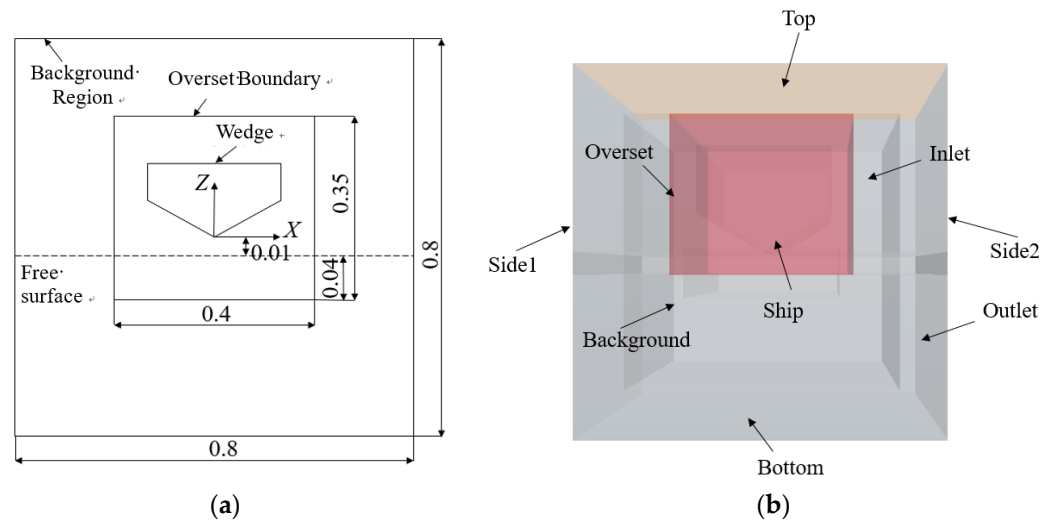 Background·
Region
Overset·Boundary
Wedge
Z
X
0.01
0.35
0.8
Free·
surface
0.04
0.4
0.8
(a)
Top
Overset
Inlet
Side1
Side2
Ship
Outlet
Background
Bottom
(b)